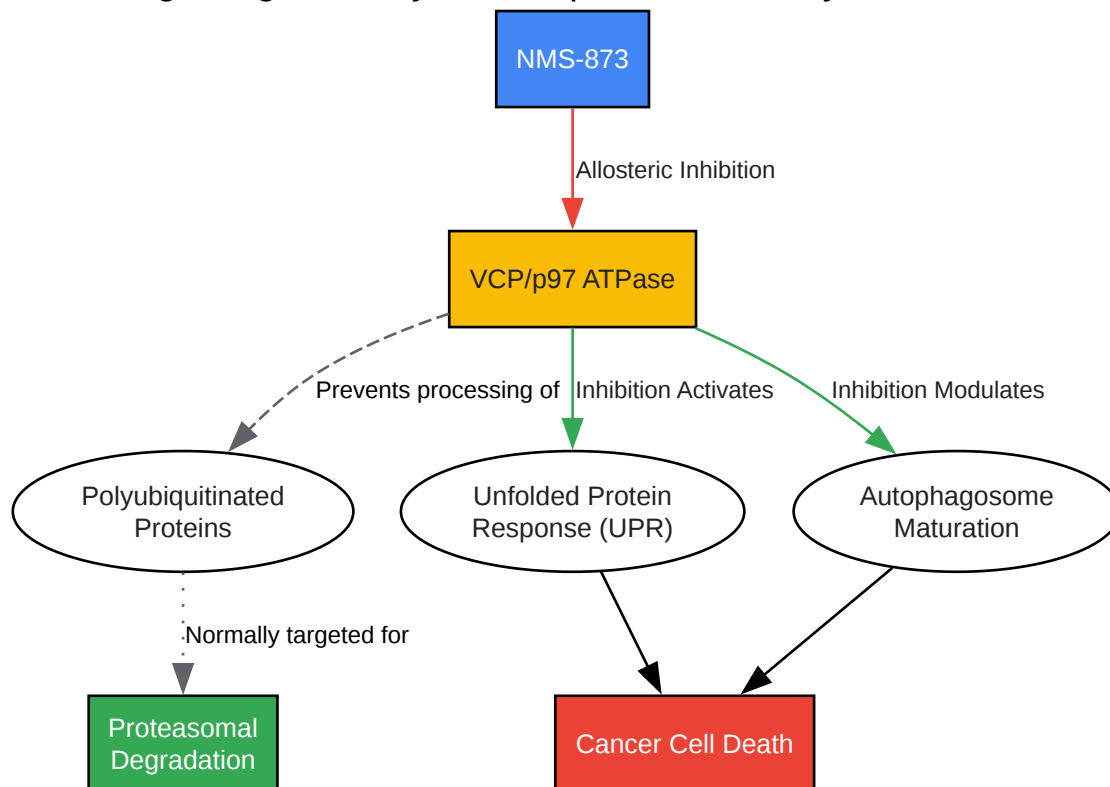 NMS-873
Allosteric Inhibition
VCP/p97 ATPase
Prevents processing of
Inhibition Activates
Inhibition Modulates
Polyubiquitinated
Proteins
Unfolded Protein
Response (UPR)
Autophagosome
Maturation
Normally targeted for
Proteasomal
Degradation
Cancer Cell Death